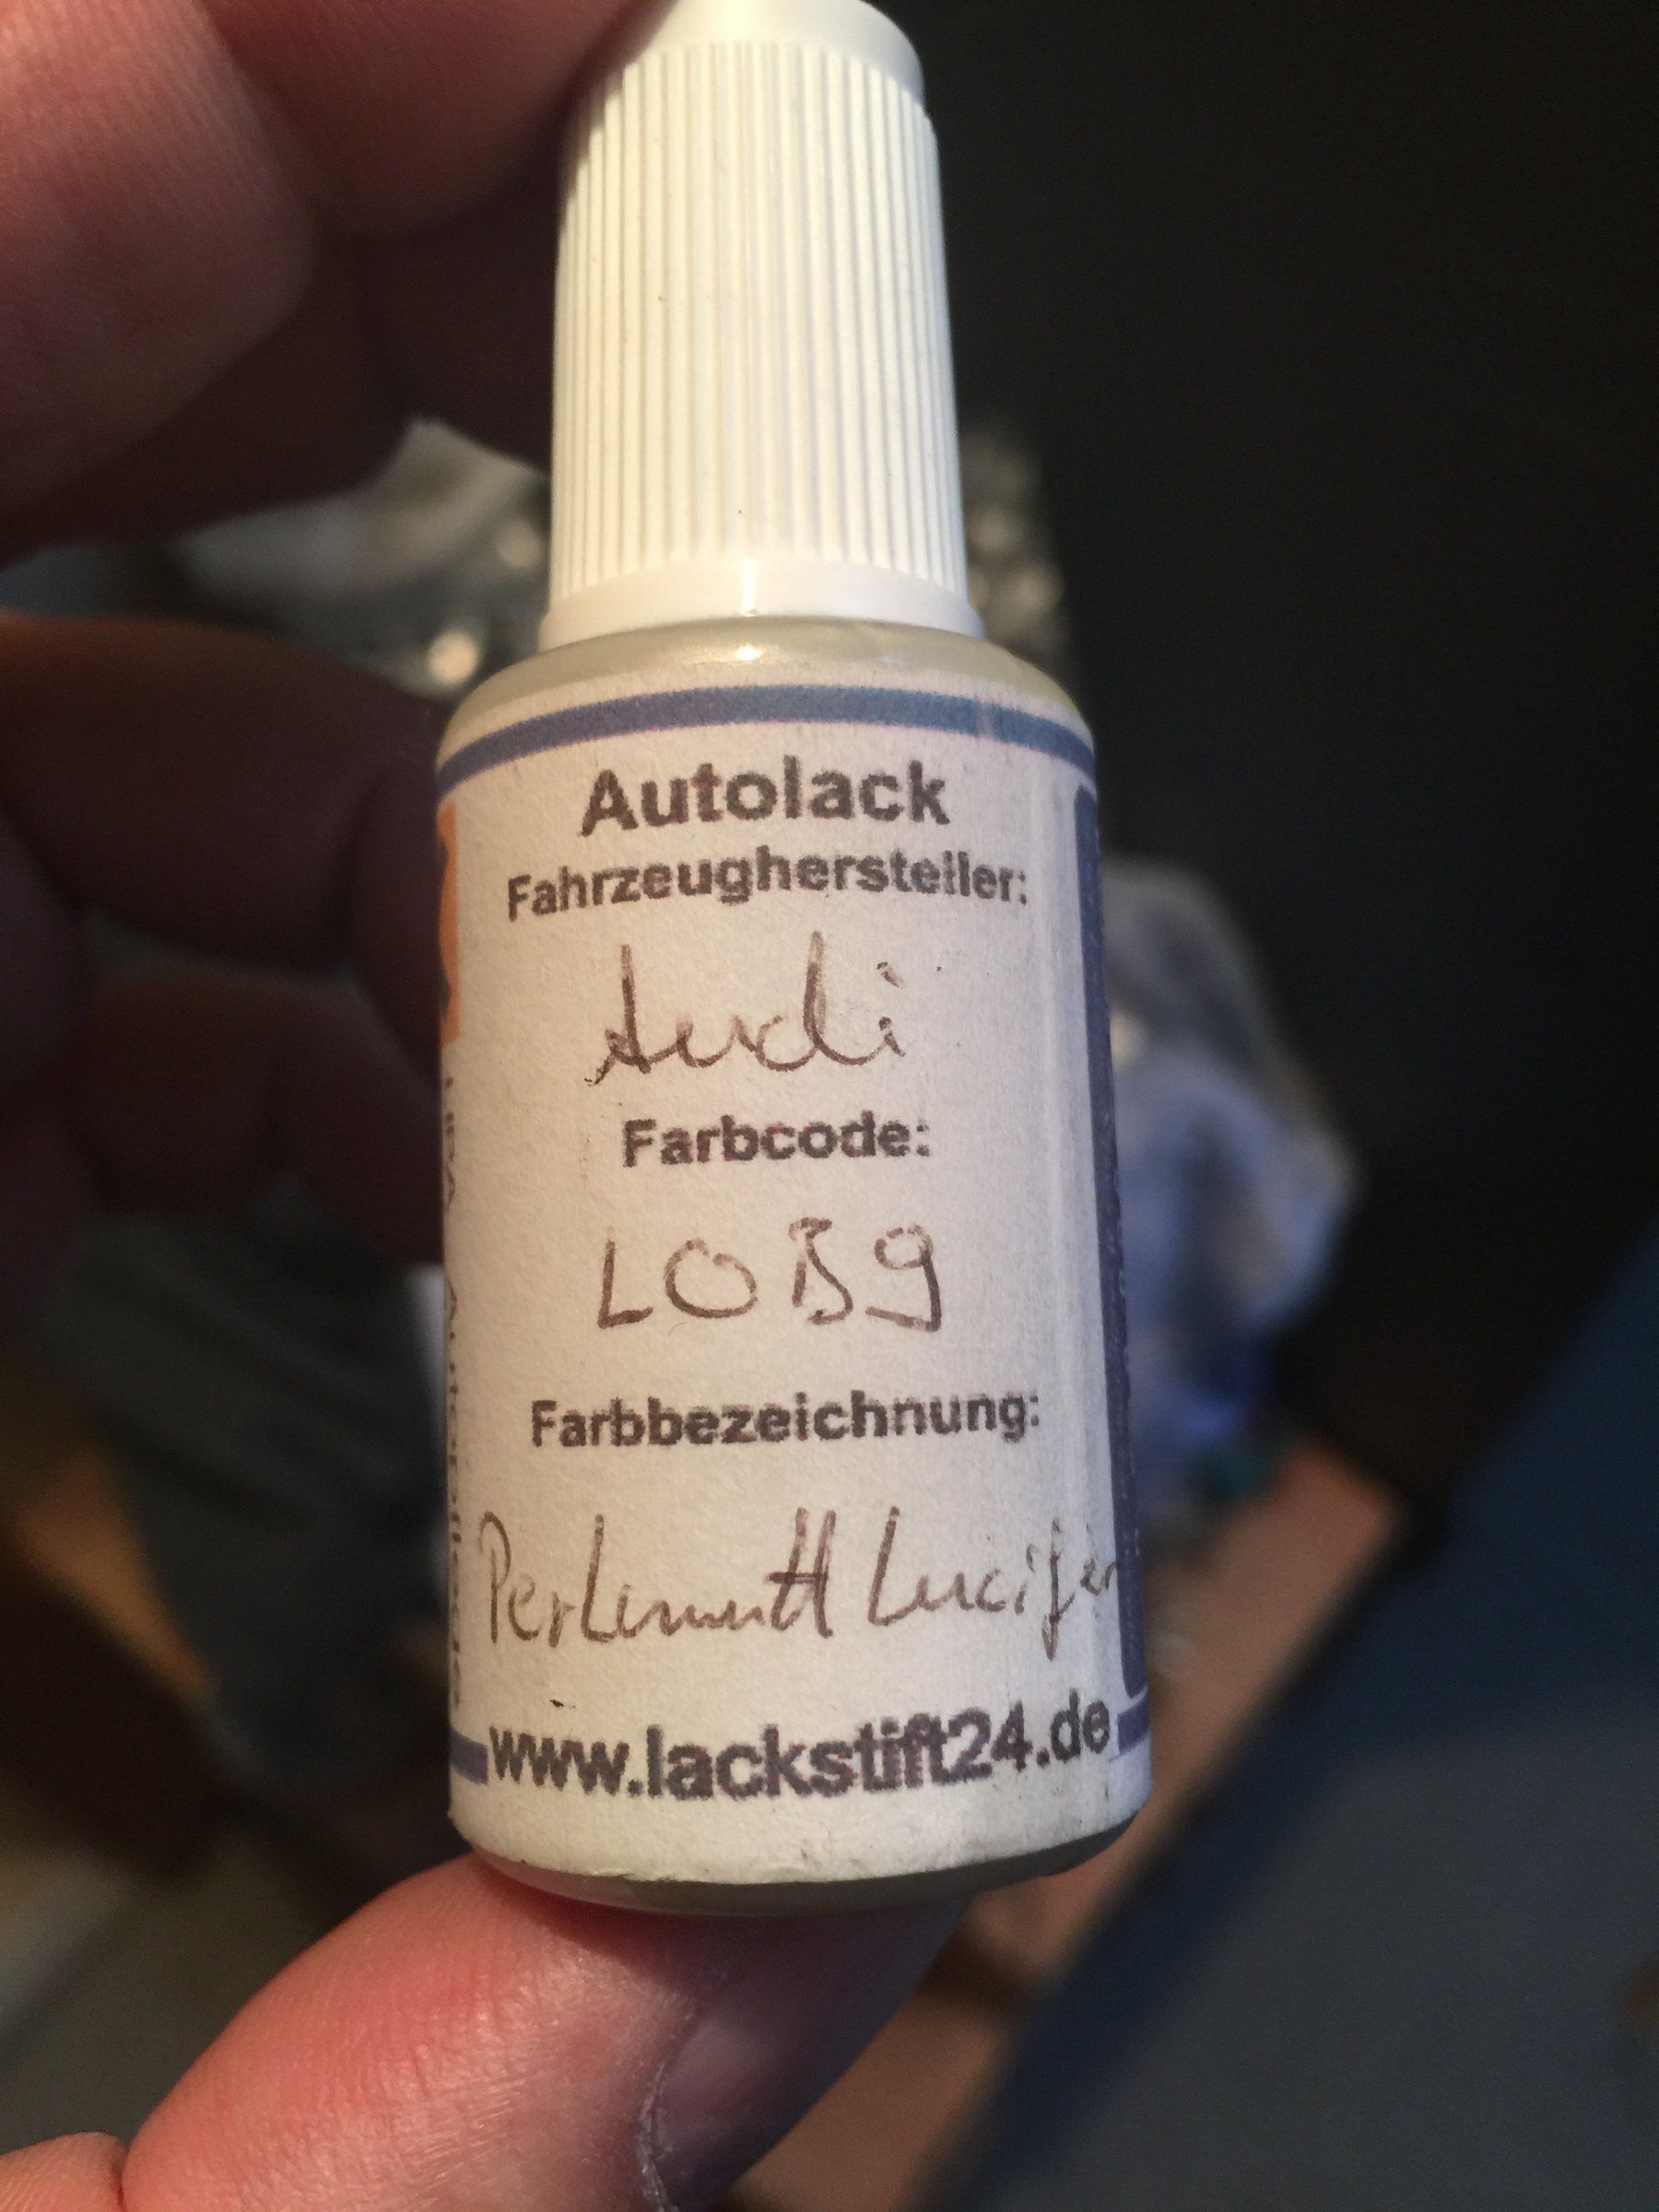 Autolack
Fahrzeughersteller:
Audi
Farbcode:
LOB9
Farbbezeichnung:
Perlmutt Lucifer
www.lackstift24.de